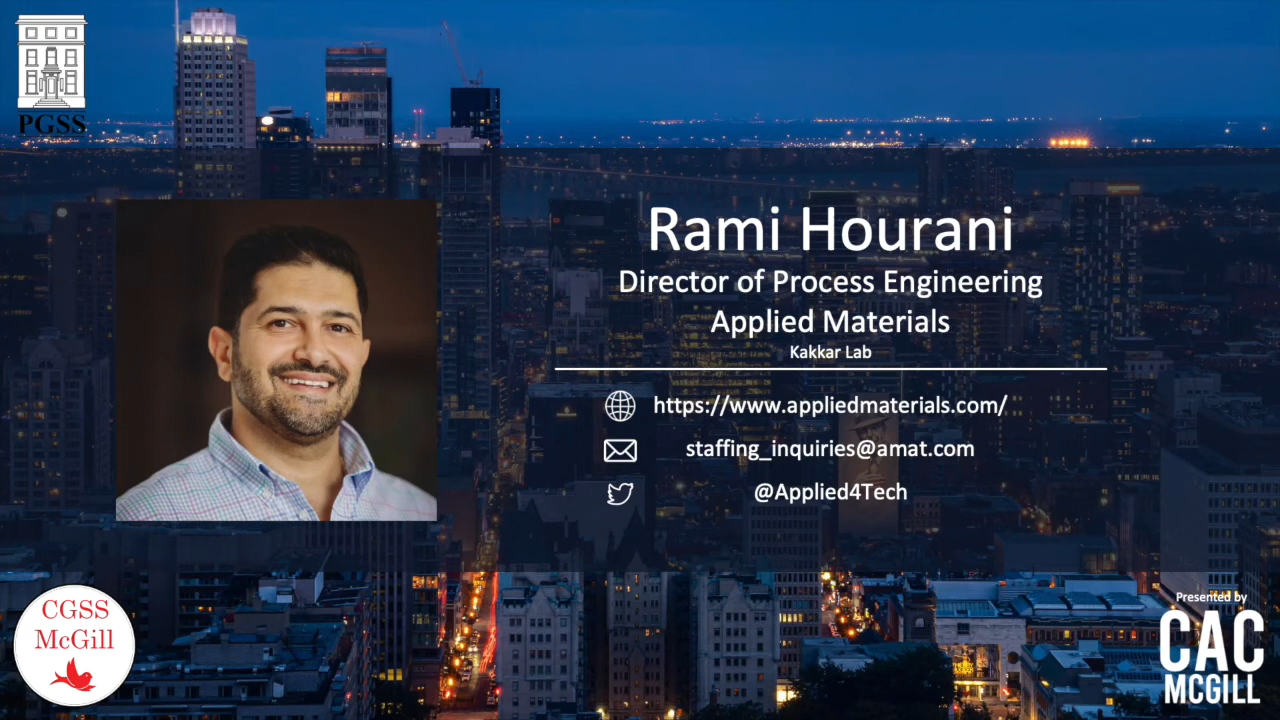 PGSS
Rami Hourani
Director of Process Engineering
Applied Materials
Kakkar Lab
https://www.appliedmaterials.com/
staffing_inquiries@amat.com
@Applied4Tech
CGSS
McGill
Presented by
CAC
MCGILL